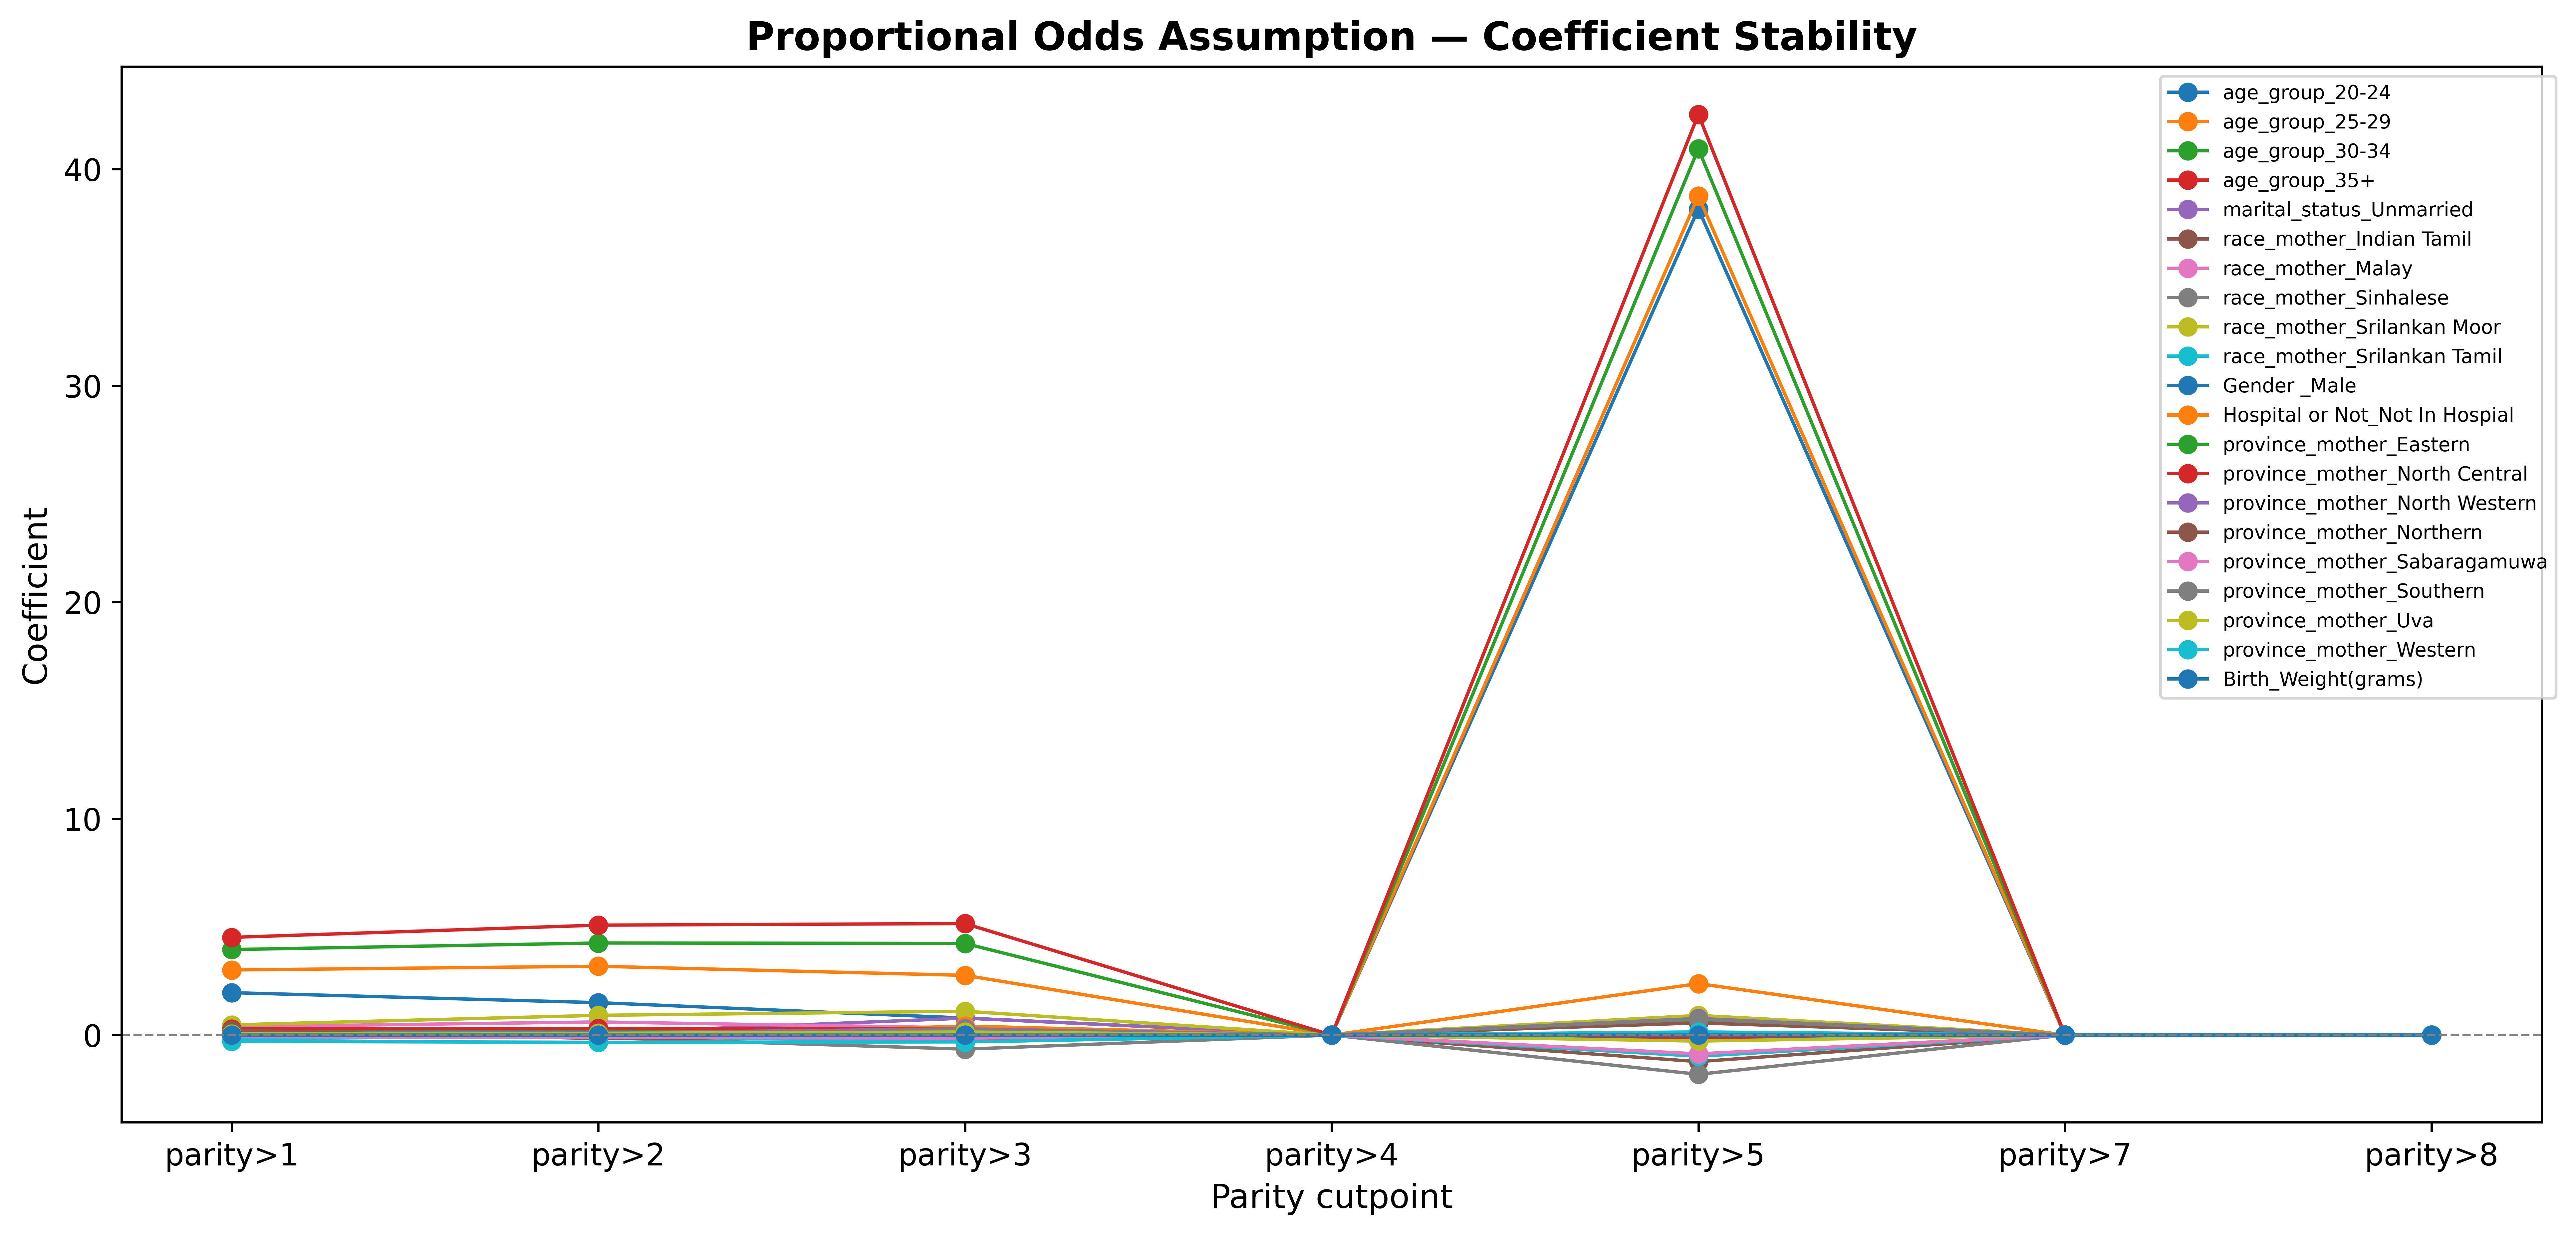 Proportional Odds Assumption — Coefficient Stability
age_group_20-24
age_group_25-29
age_group_30-34
age_group_35+
marital_status_Unmarried
race_mother_Indian Tamil
race_mother_Malay
race_mother_Sinhalese
race_mother_Srilankan Moor
race_mother_Srilankan Tamil
Gender _Male
Hospital or Not_Not In Hospial
province_mother_Eastern
province_mother_North Central
province_mother_North Western
province_mother_Northern
province_mother_Sabaragamuwa
province_mother_Southern
province_mother_Uva
province_mother_Western
Birth_Weight(grams)
Coefficient
40
30
20
10
0
parity>1 parity>2 parity>3 parity>4 parity>5 parity>7 parity>8
Parity cutpoint